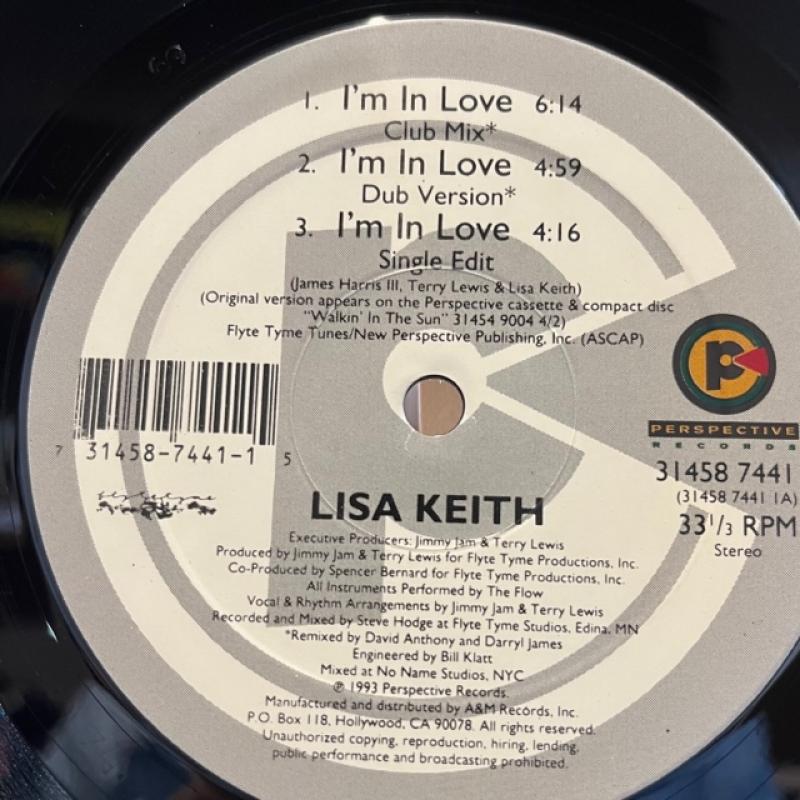 1. I'm In Love 6:14
Club Mix*
2. I'm In Love 4:59
Dub Version*
3. I'm In Love 4:16
Single Edit
(James Harris III, Terry Lewis & Lisa Keith)
(Original version appears on the Perspective cassette & compact disc
"Walkin' In The Sun" 31454 9004 4/2)
Flyte Tyme Tunes/New Perspective Publishing, Inc. (ASCAP)
7 31458-7441-1 5
PERSPECTIVE
RECORDS
31458 7441
(31458 7441 1A)
33 1/3 RPM
Stereo
LISA KEITH
Executive Producers: Jimmy Jam & Terry Lewis
Produced by Jimmy Jam & Terry Lewis for Flyte Tyme Productions, Inc.
Co-Produced by Spencer Bernard for Flyte Tyme Productions, Inc.
All Instruments Performed by The Flow
Vocal & Rhythm Arrangements by Jimmy Jam & Terry Lewis
Recorded and Mixed by Steve Hodge at Flyte Tyme Studios, Edina, MN
*Remixed by David Anthony and Darryl James
Engineered by Bill Klatt
Mixed at No Name Studios, NYC
℗ 1993 Perspective Records.
Manufactured and distributed by A&M Records, Inc.
P.O. Box 118, Hollywood, CA 90078. All rights reserved.
Unauthorized copying, reproduction, hiring, lending,
public performance and broadcasting prohibited.